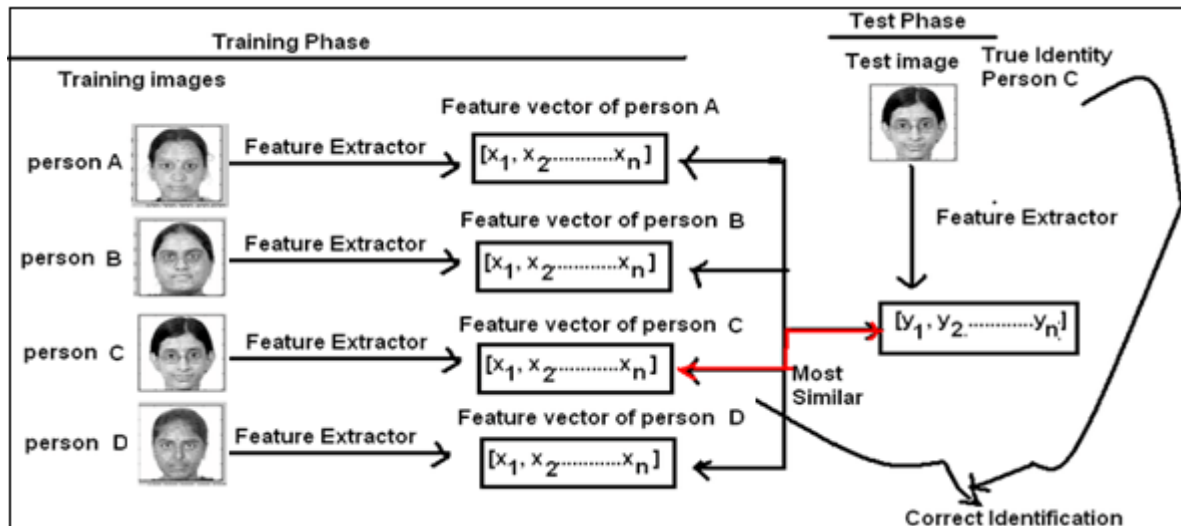 Training Phase
Training images
person A
Feature Extractor
Feature vector of person A
[x1, x2.............xn ]
person B
Feature Extractor
Feature vector of person B
[x1, x2.............xn ]
person C
Feature Extractor
Feature vector of person C
[x1, x2.............xn ]
person D
Feature Extractor
Feature vector of person D
[x1, x2.............xn ]
Test Phase
Test image
True Identity
Person C
Feature Extractor
[y1, y2. .............yn]
Most
Similar
Correct Identification